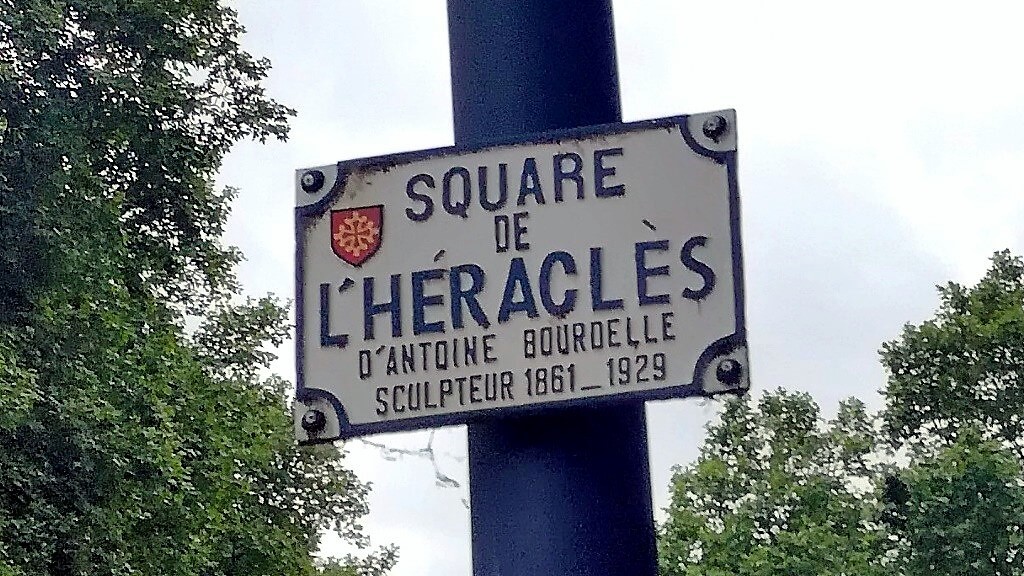 SQUARE
DE
L'HÉRACLÈS
D'ANTOINE BOURDELLE
SCULPTEUR 1861_1929